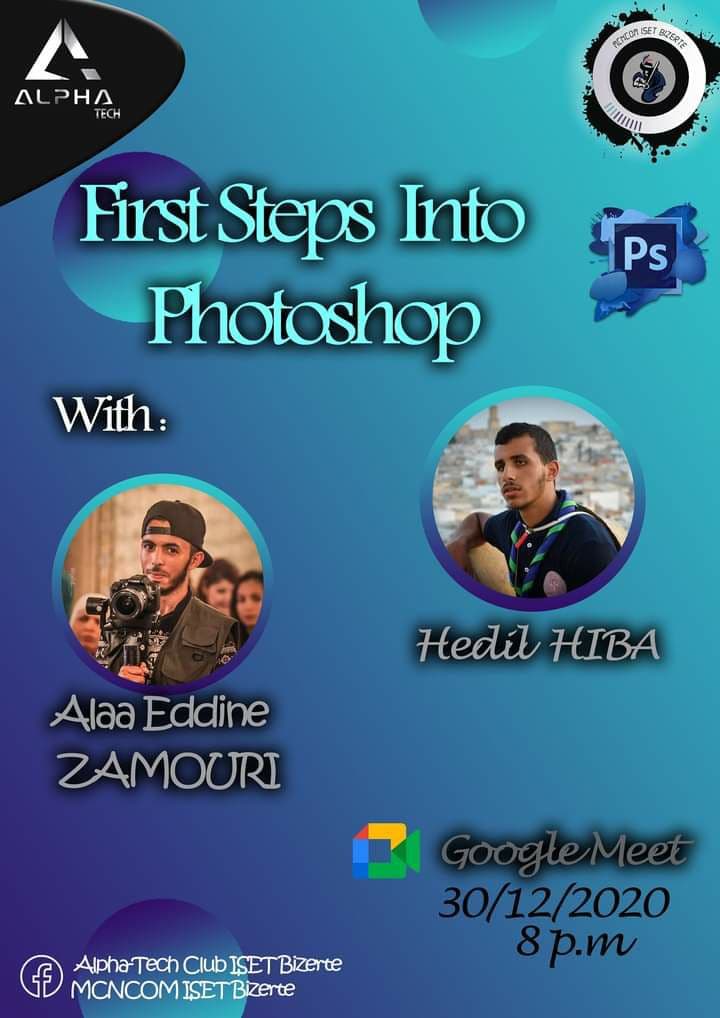 ALPHA
TECH
MCNCOM ISET BIZERTE
First Steps Into
Photoshop
Ps
With :
Hedil HIBA
Alaa Eddine
ZAMOURI
Google Meet
30/12/2020
8 p.m
Alpha Tech Club ISET Bizerte
MCNCOM ISET Bizerte